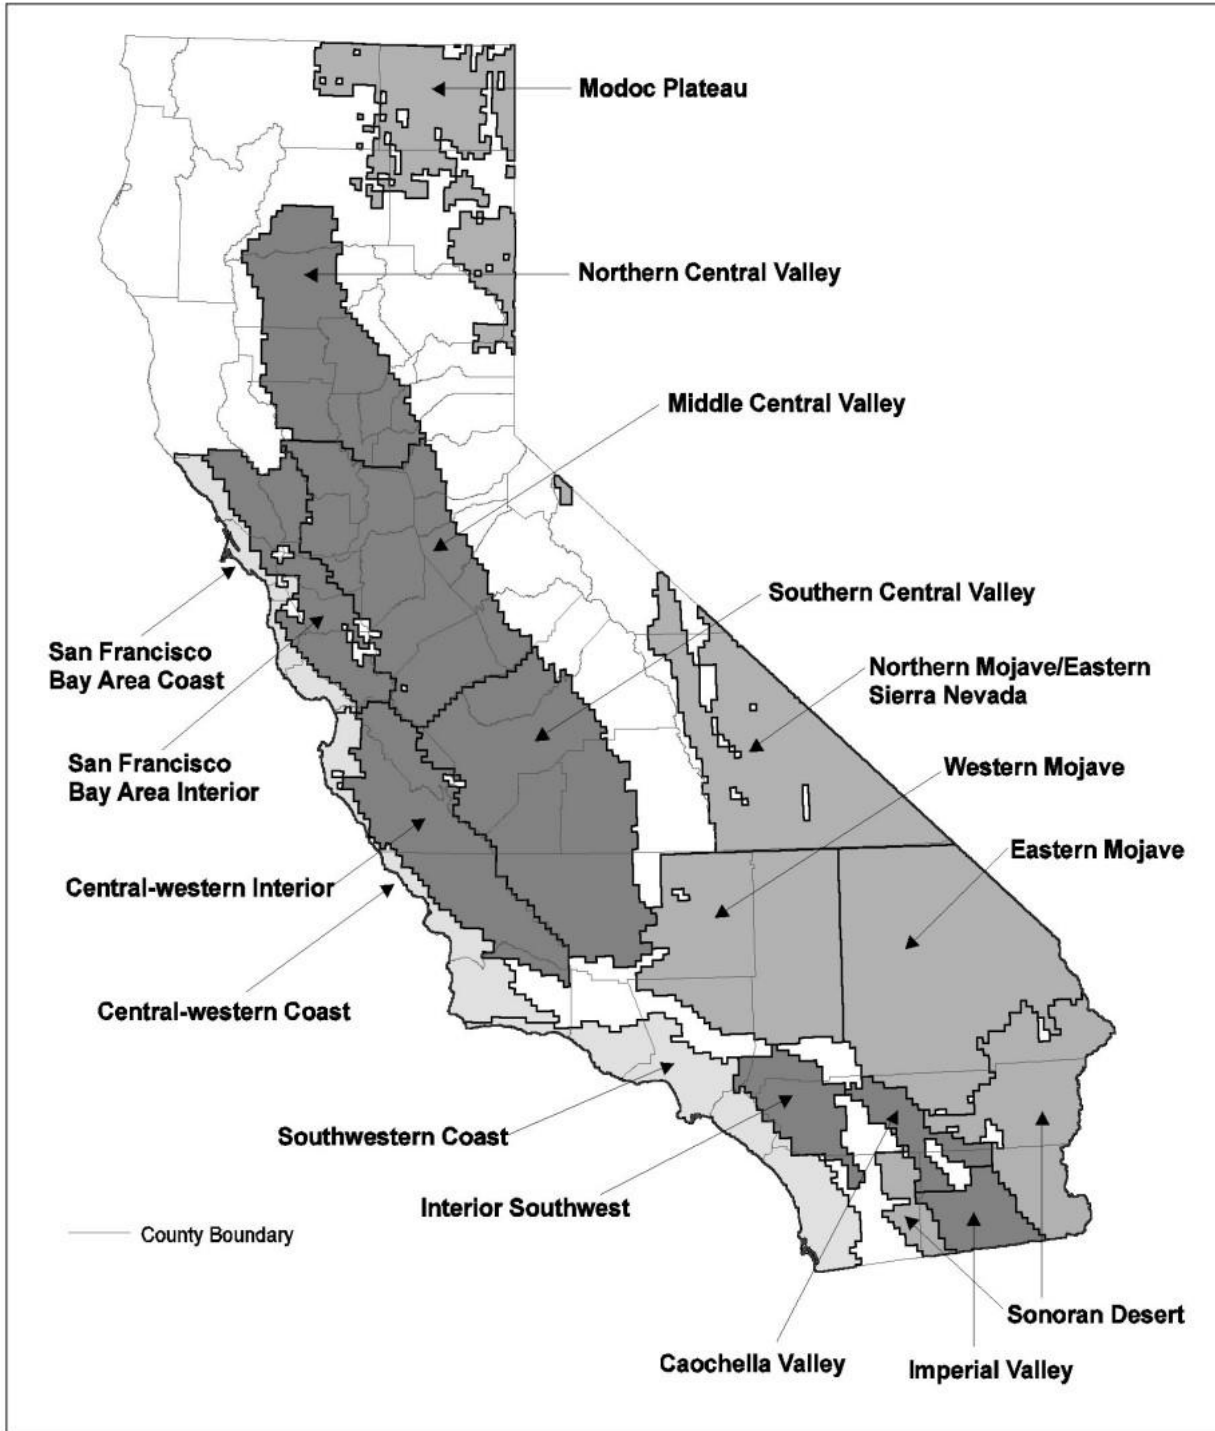 Modoc Plateau
Northern Central Valley
Middle Central Valley
Southern Central Valley
San Francisco
Bay Area Coast
Northern Mojave/Eastern
Sierra Nevada
San Francisco
Bay Area Interior
Western Mojave
Eastern Mojave
Central-western Interior
Central-western Coast
Southwestern Coast
Interior Southwest
County Boundary
Sonoran Desert
Caochella Valley
Imperial Valley